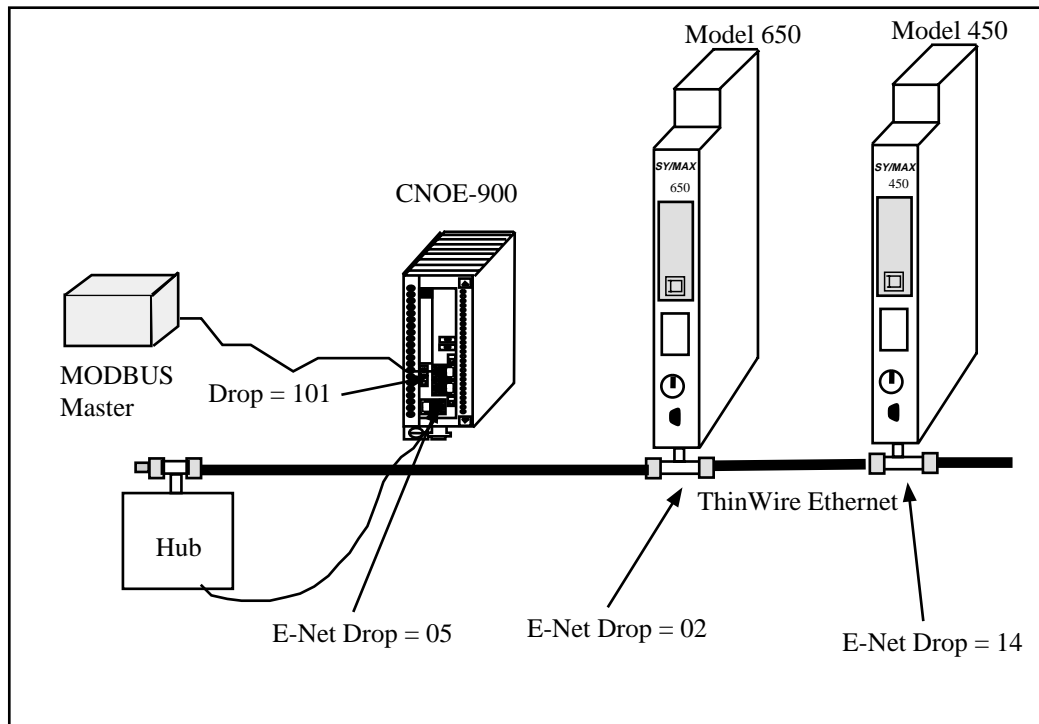 Model 650
Model 450
SY/MAX
650
SY/MAX
450
CNOE-900
MODBUS
Master
Drop = 101
ThinWire Ethernet
Hub
E-Net Drop = 05
E-Net Drop = 02
E-Net Drop = 14